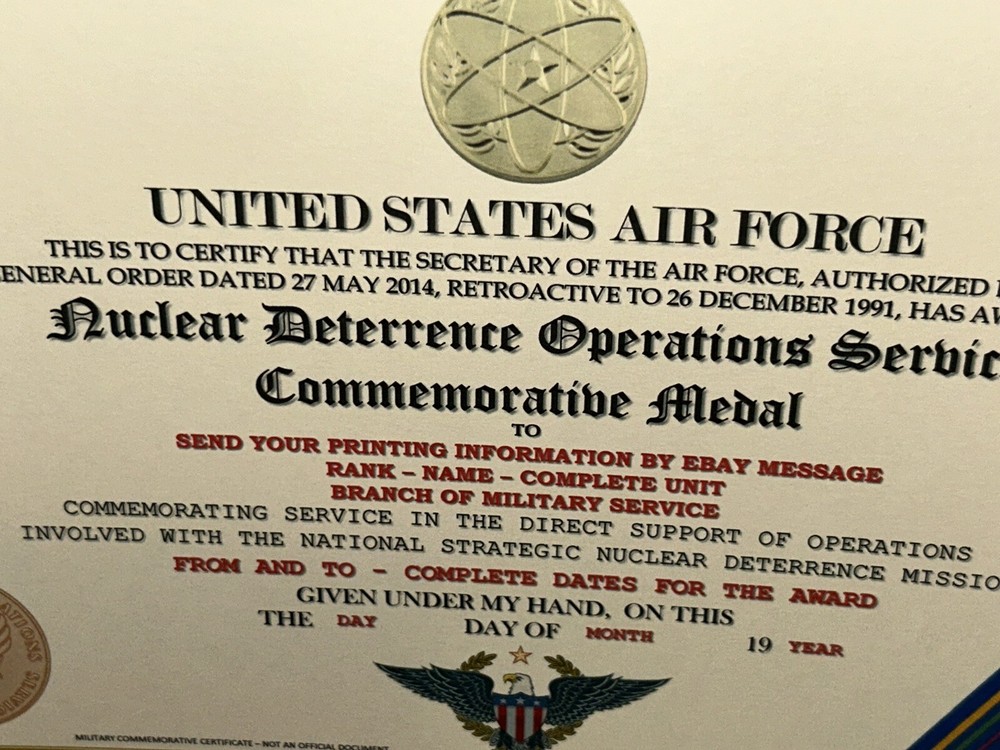 UNITED STATES AIR FORCE
THIS IS TO CERTIFY THAT THE SECRETARY OF THE AIR FORCE, AUTHORIZED
GENERAL ORDER DATED 27 MAY 2014, RETROACTIVE TO 26 DECEMBER 1991, HAS
Nuclear Deterrence Operations Servic
Commemorative Medal
TO
SEND YOUR PRINTING INFORMATION BY EBAY MESSAGE
RANK – NAME – COMPLETE UNIT
BRANCH OF MILITARY SERVICE
COMMEMORATING SERVICE IN THE DIRECT SUPPORT OF OPERATIONS
INVOLVED WITH THE NATIONAL STRATEGIC NUCLEAR DETERRENCE MISSIO
FROM AND TO – COMPLETE DATES FOR THE AWARD
GIVEN UNDER MY HAND, ON THIS
THE DAY DAY OF MONTH 19 YEAR
MILITARY COMMEMORATIVE CERTIFICATE – NOT AN OFFICIAL DOCUMENT